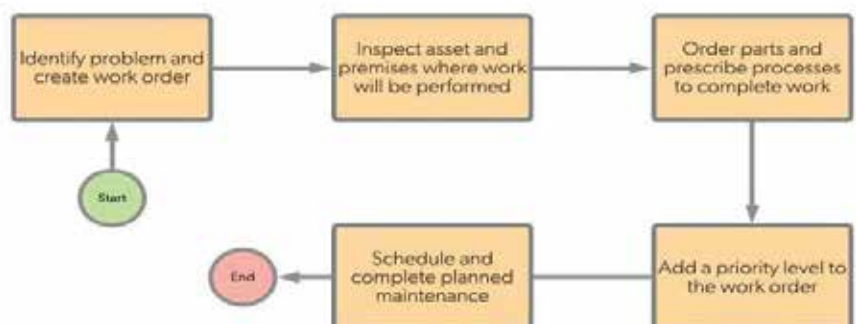 Identify problem and
create work order
Inspect asset and
premises where work
will be performed
Order parts and
prescribe processes
to complete work
Start
Add a priority level to
the work order
Schedule and
complete planned
maintenance
End